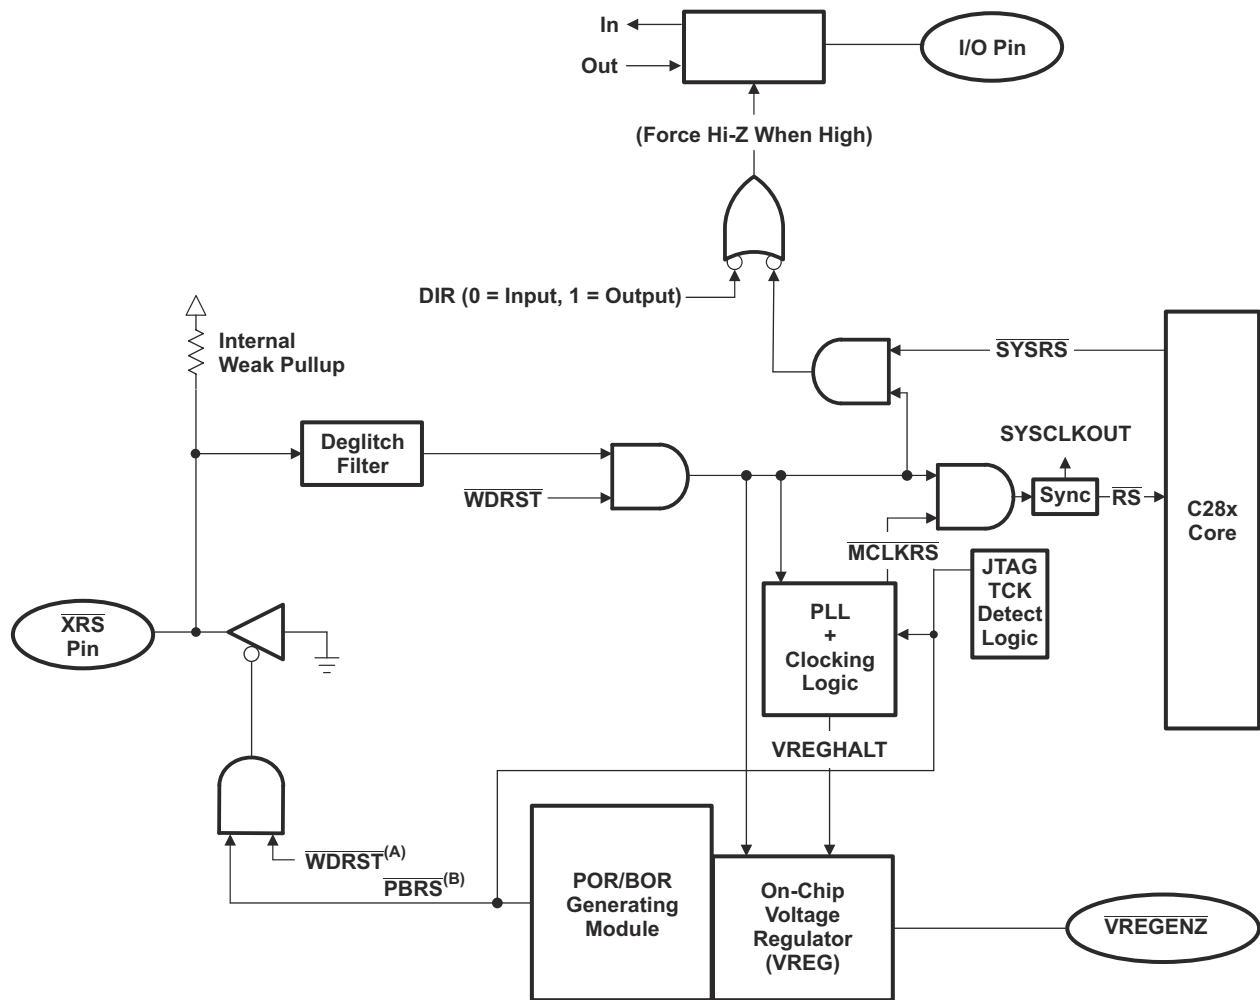 In
Out
I/O Pin
(Force Hi-Z When High)
DIR (0 = Input, 1 = Output)
Internal
Weak Pullup
SYSRS
Deglitch
Filter
WDRST
SYSCLKOUT
Sync
RS
C28x
Core
MCLKRS
JTAG
TCK
Detect
Logic
XRS
Pin
PLL
+
Clocking
Logic
VREGHALT
WDRST(A)
PBRS(B)
POR/BOR
Generating
Module
On-Chip
Voltage
Regulator
(VREG)
VREGENZ